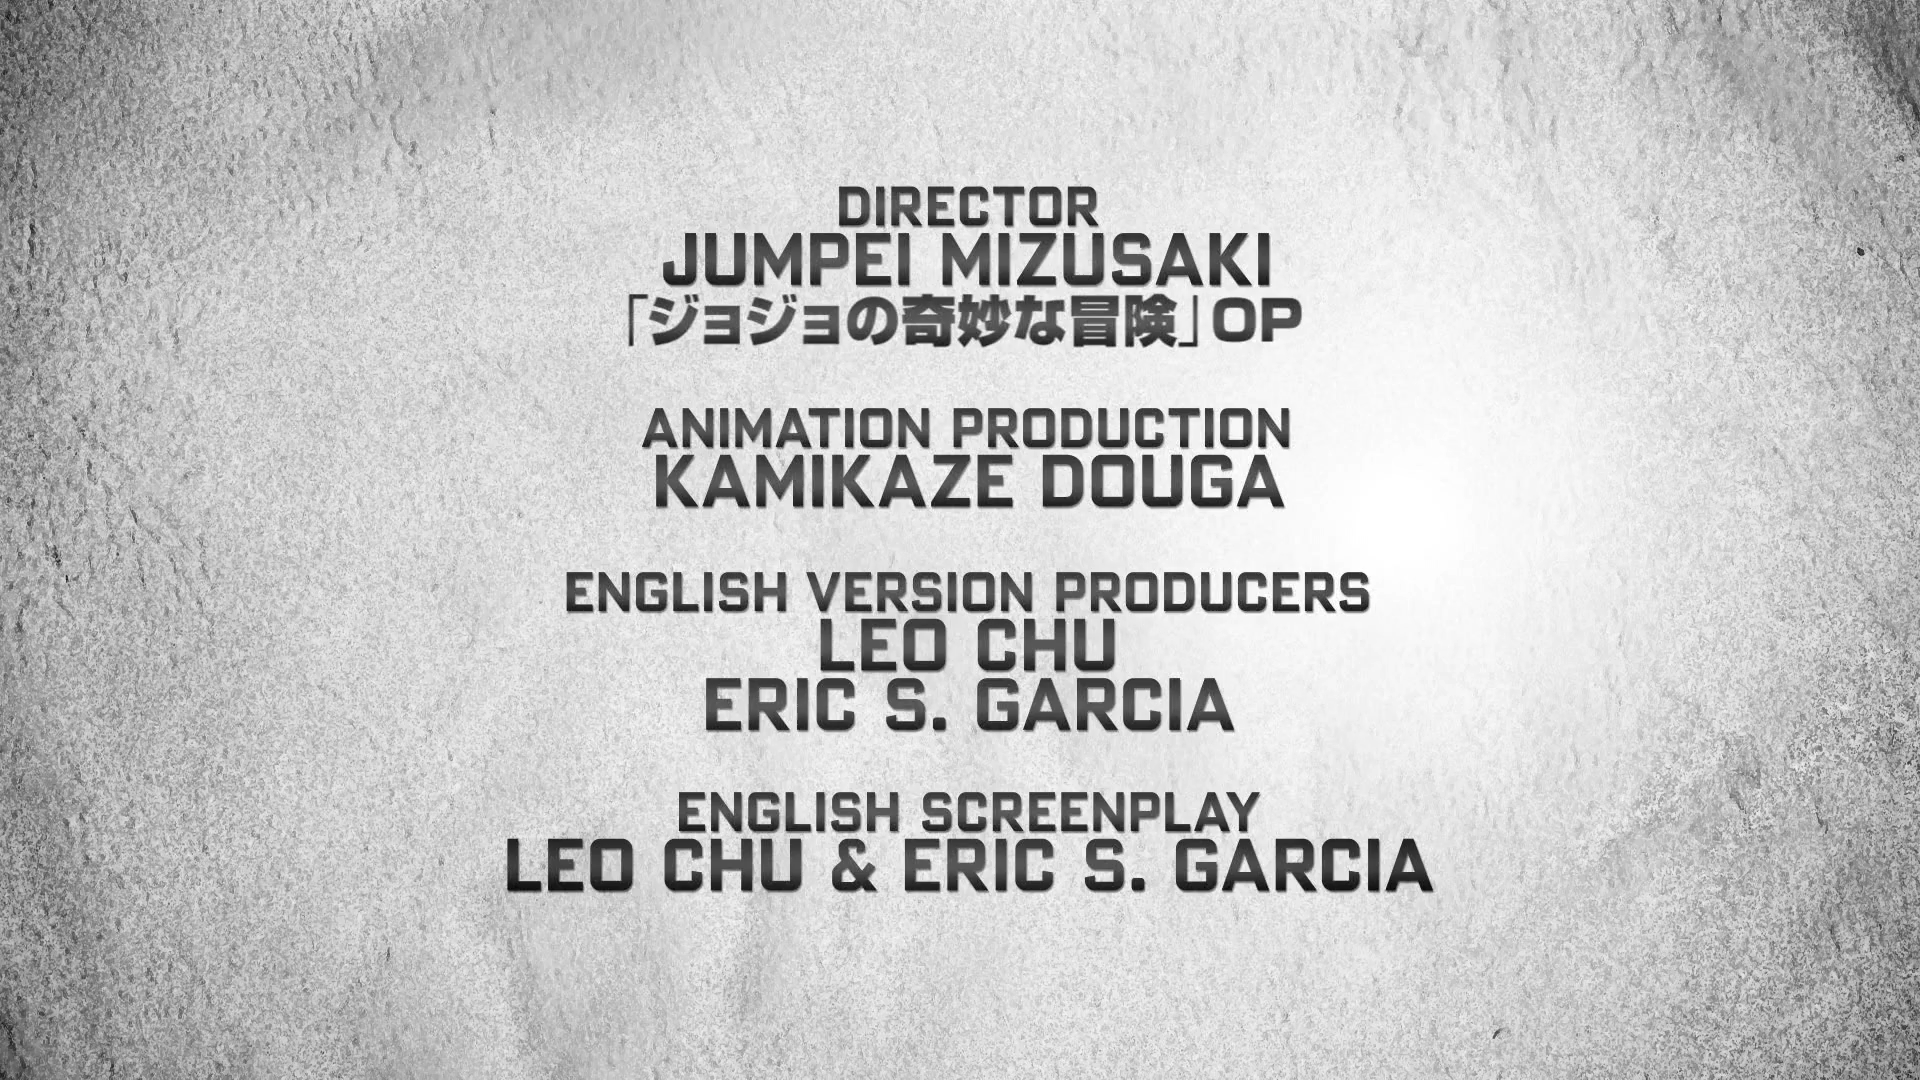 DIRECTOR
JUMPEI MIZUSAKI
「ジョジョの奇妙な冒険」OP
ANIMATION PRODUCTION
KAMIKAZE DOUGA
ENGLISH VERSION PRODUCERS
LEO CHU
ERIC S. GARCIA
ENGLISH SCREENPLAY
LEO CHU & ERIC S. GARCIA